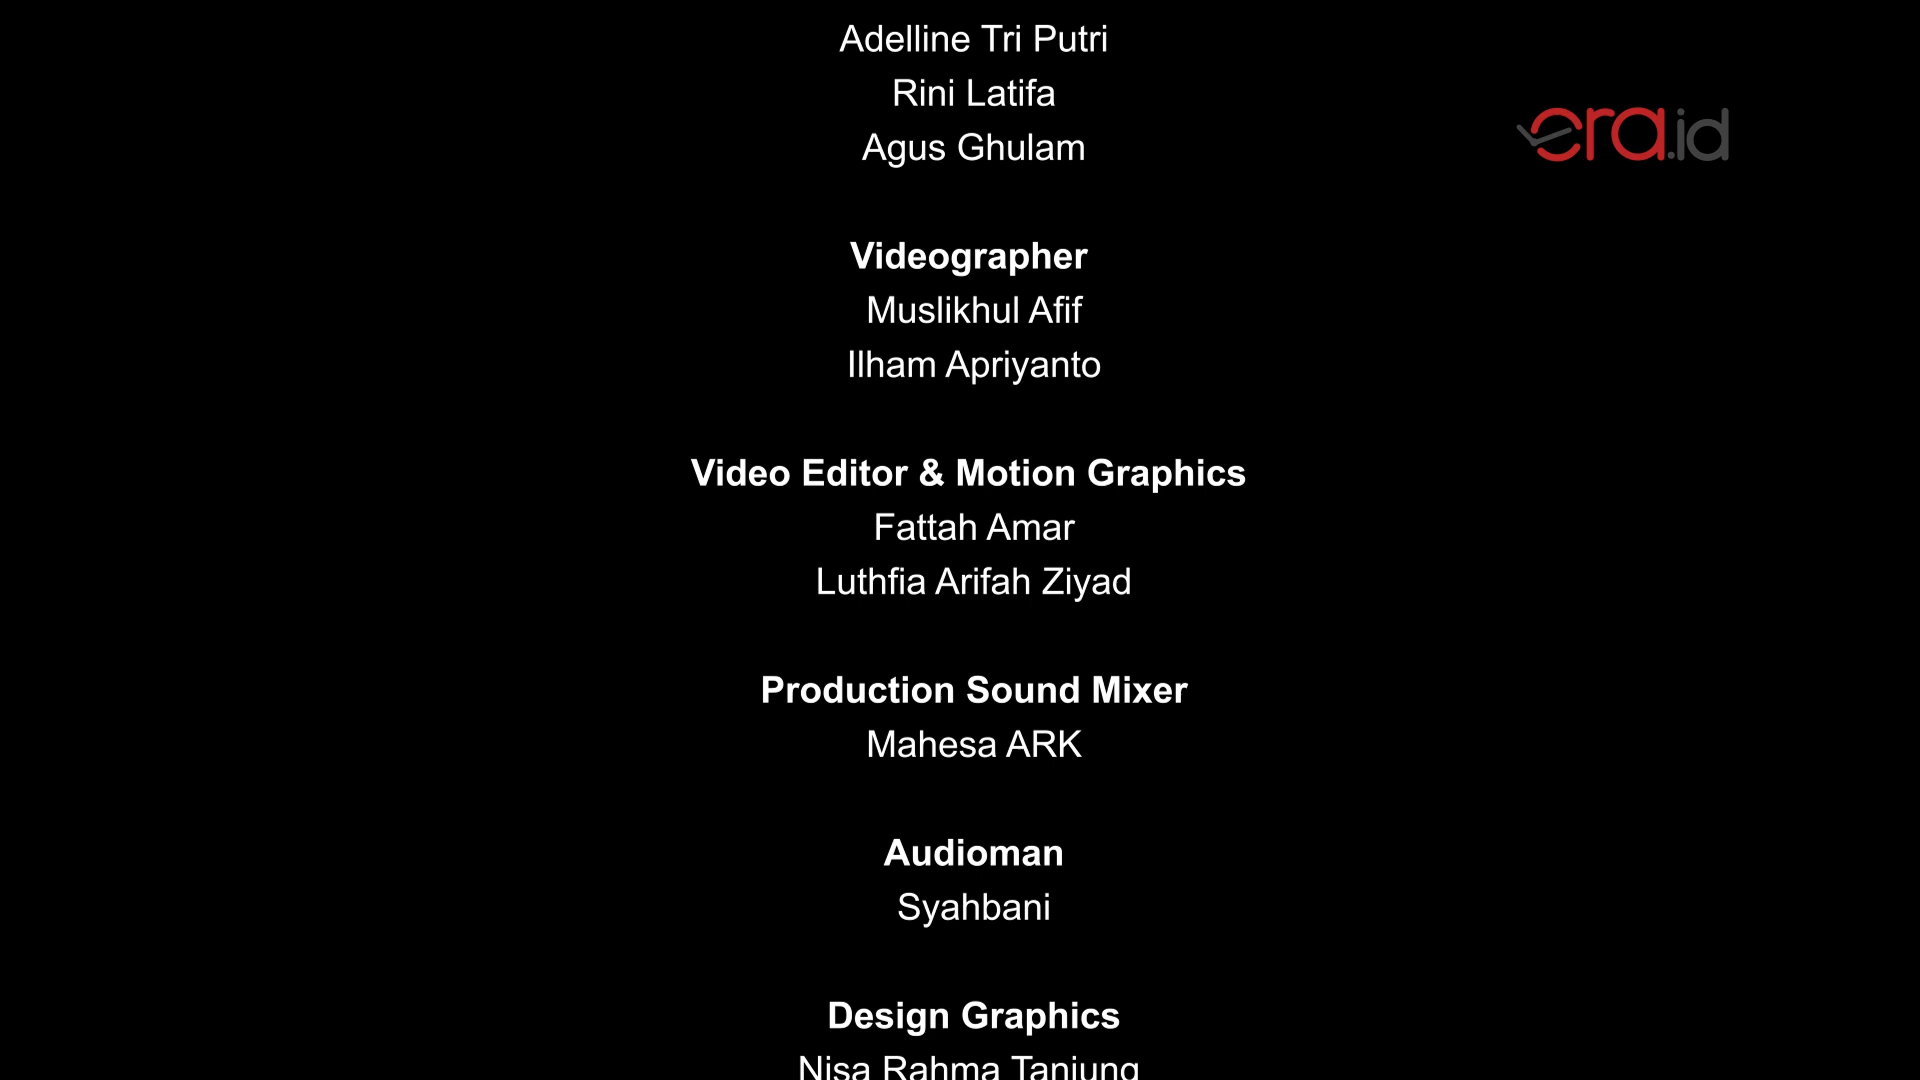 Adelline Tri Putri
Rini Latifa
Agus Ghulam
era.id
Videographer
Muslikhul Afif
Ilham Apriyanto
Video Editor & Motion Graphics
Fattah Amar
Luthfia Arifah Ziyad
Production Sound Mixer
Mahesa ARK
Audioman
Syahbani
Design Graphics
Nisa Rahma Tanjung